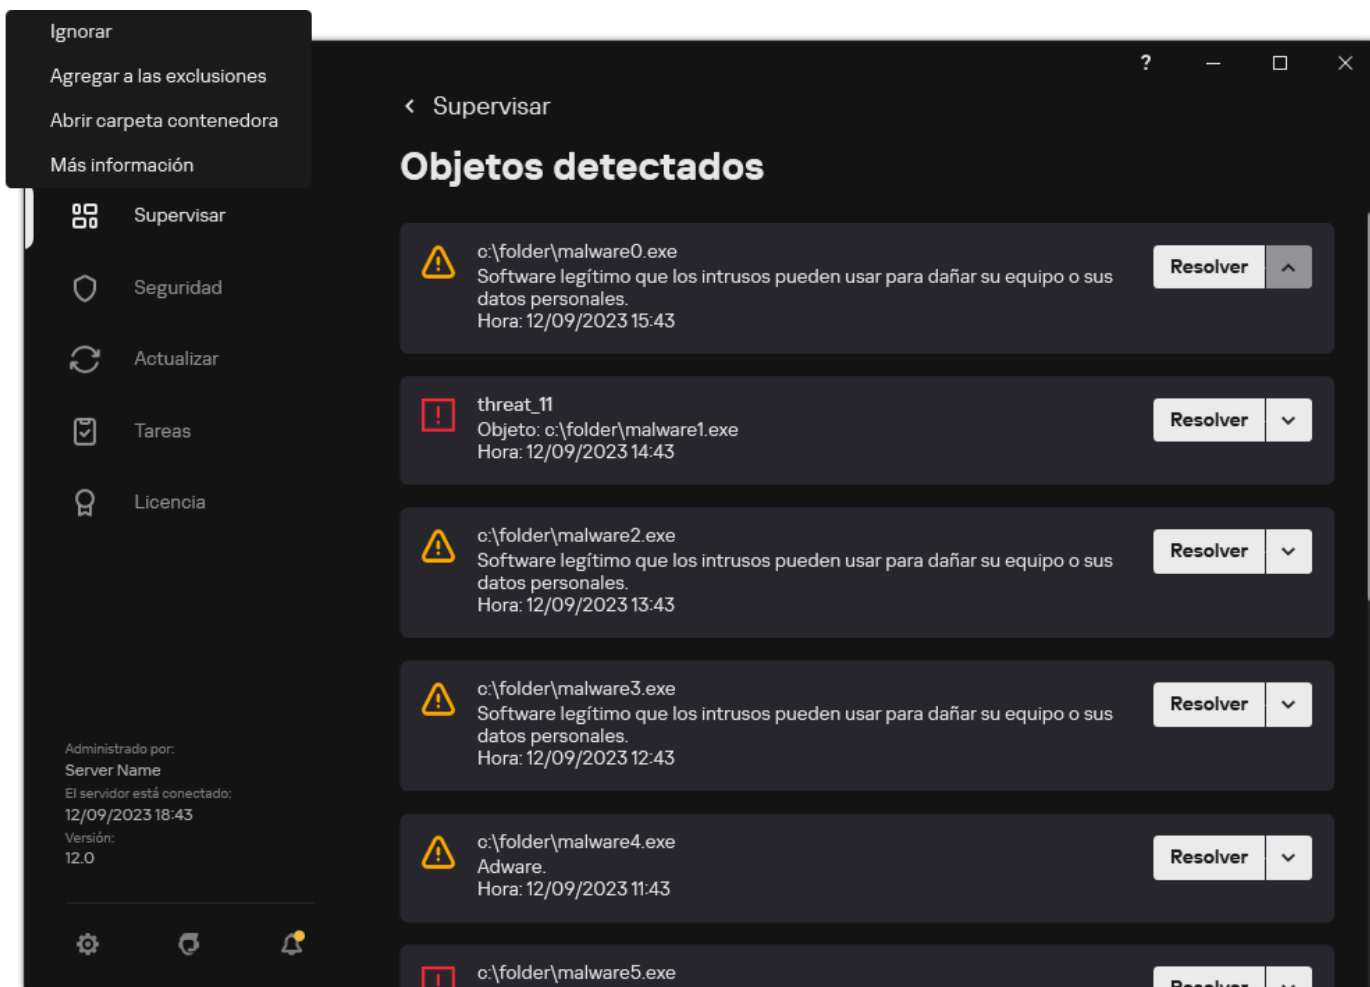 Ignorar
Agregar a las exclusiones
Abrir carpeta contenedora
Más información
?
Supervisar
Objetos detectados
Supervisar
Seguridad
Actualizar
Tareas
Licencia
c:\folder\malware0.exe
Software legítimo que los intrusos pueden usar para dañar su equipo o sus
datos personales.
Hora: 12/09/2023 15:43
Resolver
threat_11
Objeto: c:\folder\malware1.exe
Hora: 12/09/2023 14:43
Resolver
c:\folder\malware2.exe
Software legítimo que los intrusos pueden usar para dañar su equipo o sus
datos personales.
Hora: 12/09/2023 13:43
Resolver
c:\folder\malware3.exe
Software legítimo que los intrusos pueden usar para dañar su equipo o sus
datos personales.
Hora: 12/09/2023 12:43
Resolver
c:\folder\malware4.exe
Adware.
Hora: 12/09/2023 11:43
Resolver
c:\folder\malware5.exe
Resolver
Administrado por:
Server Name
El servidor está conectado:
12/09/2023 18:43
Versión:
12.0